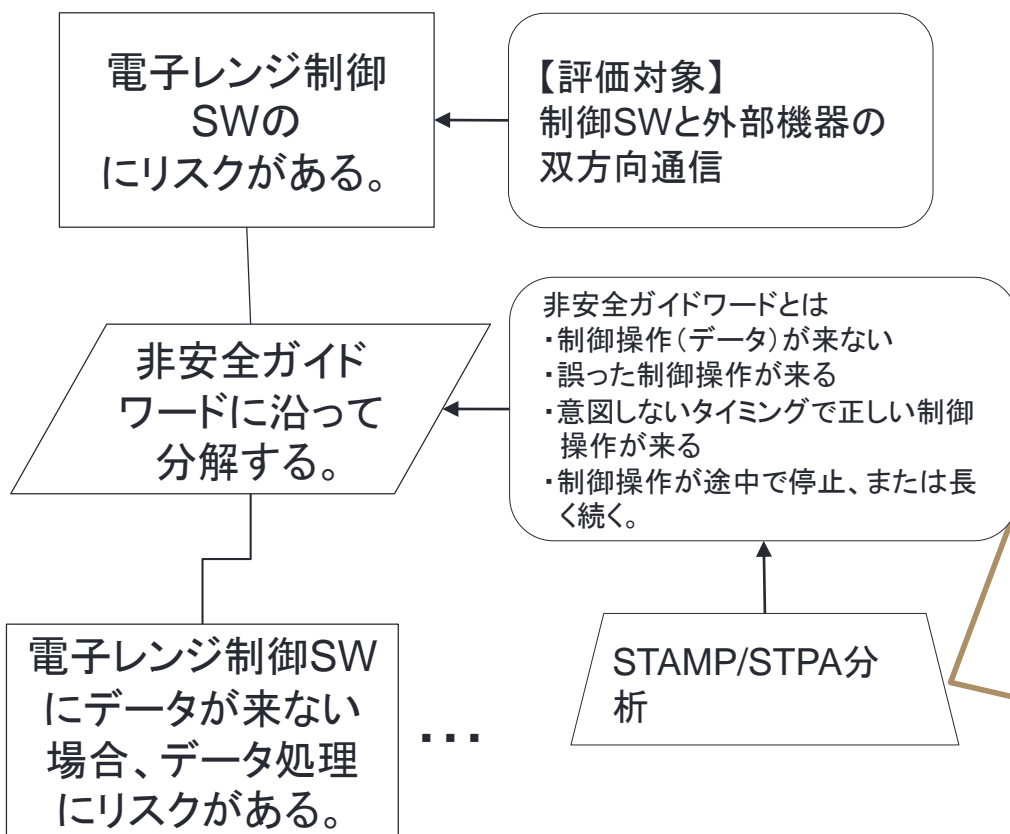 電子レンジ制御
SWの
にリスクがある。
【評価対象】
制御SWと外部機器の
双方向通信
非安全ガイド
ワードに沿って
分解する。
非安全ガイドワードとは
・制御操作（データ）が来ない
・誤った制御操作が来る
・意図しないタイミングで正しい制御
操作が来る
・制御操作が途中で停止、または長
く続く。
電子レンジ制御SW
にデータが来ない
場合、データ処理
にリスクがある。
...
STAMP/STPA分
析